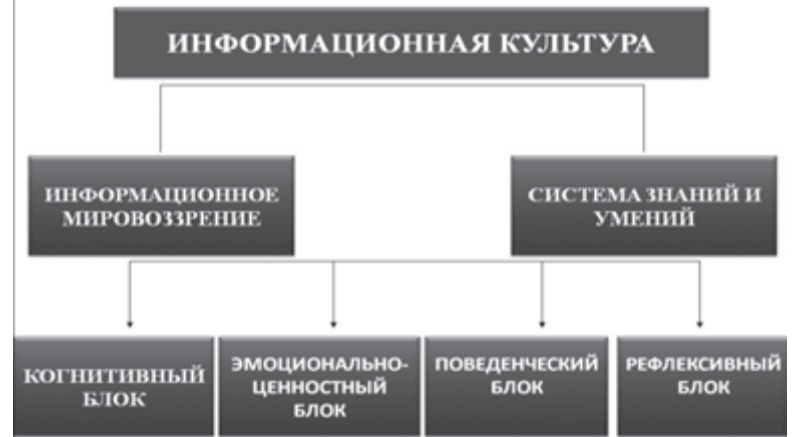 ИНФОРМАЦИОННАЯ КУЛЬТУРА
ИНФОРМАЦИОННОЕ
МИРОВОЗЗРЕНИЕ
СИСТЕМА ЗНАНИЙ И
УМЕНИЙ
КОГНИТИВНЫЙ
БЛОК
ЭМОЦИОНАЛЬНО-
ЦЕННОСТНЫЙ
БЛОК
ПОВЕДЕНЧЕСКИЙ
БЛОК
РЕФЛЕКСИВНЫЙ
БЛОК